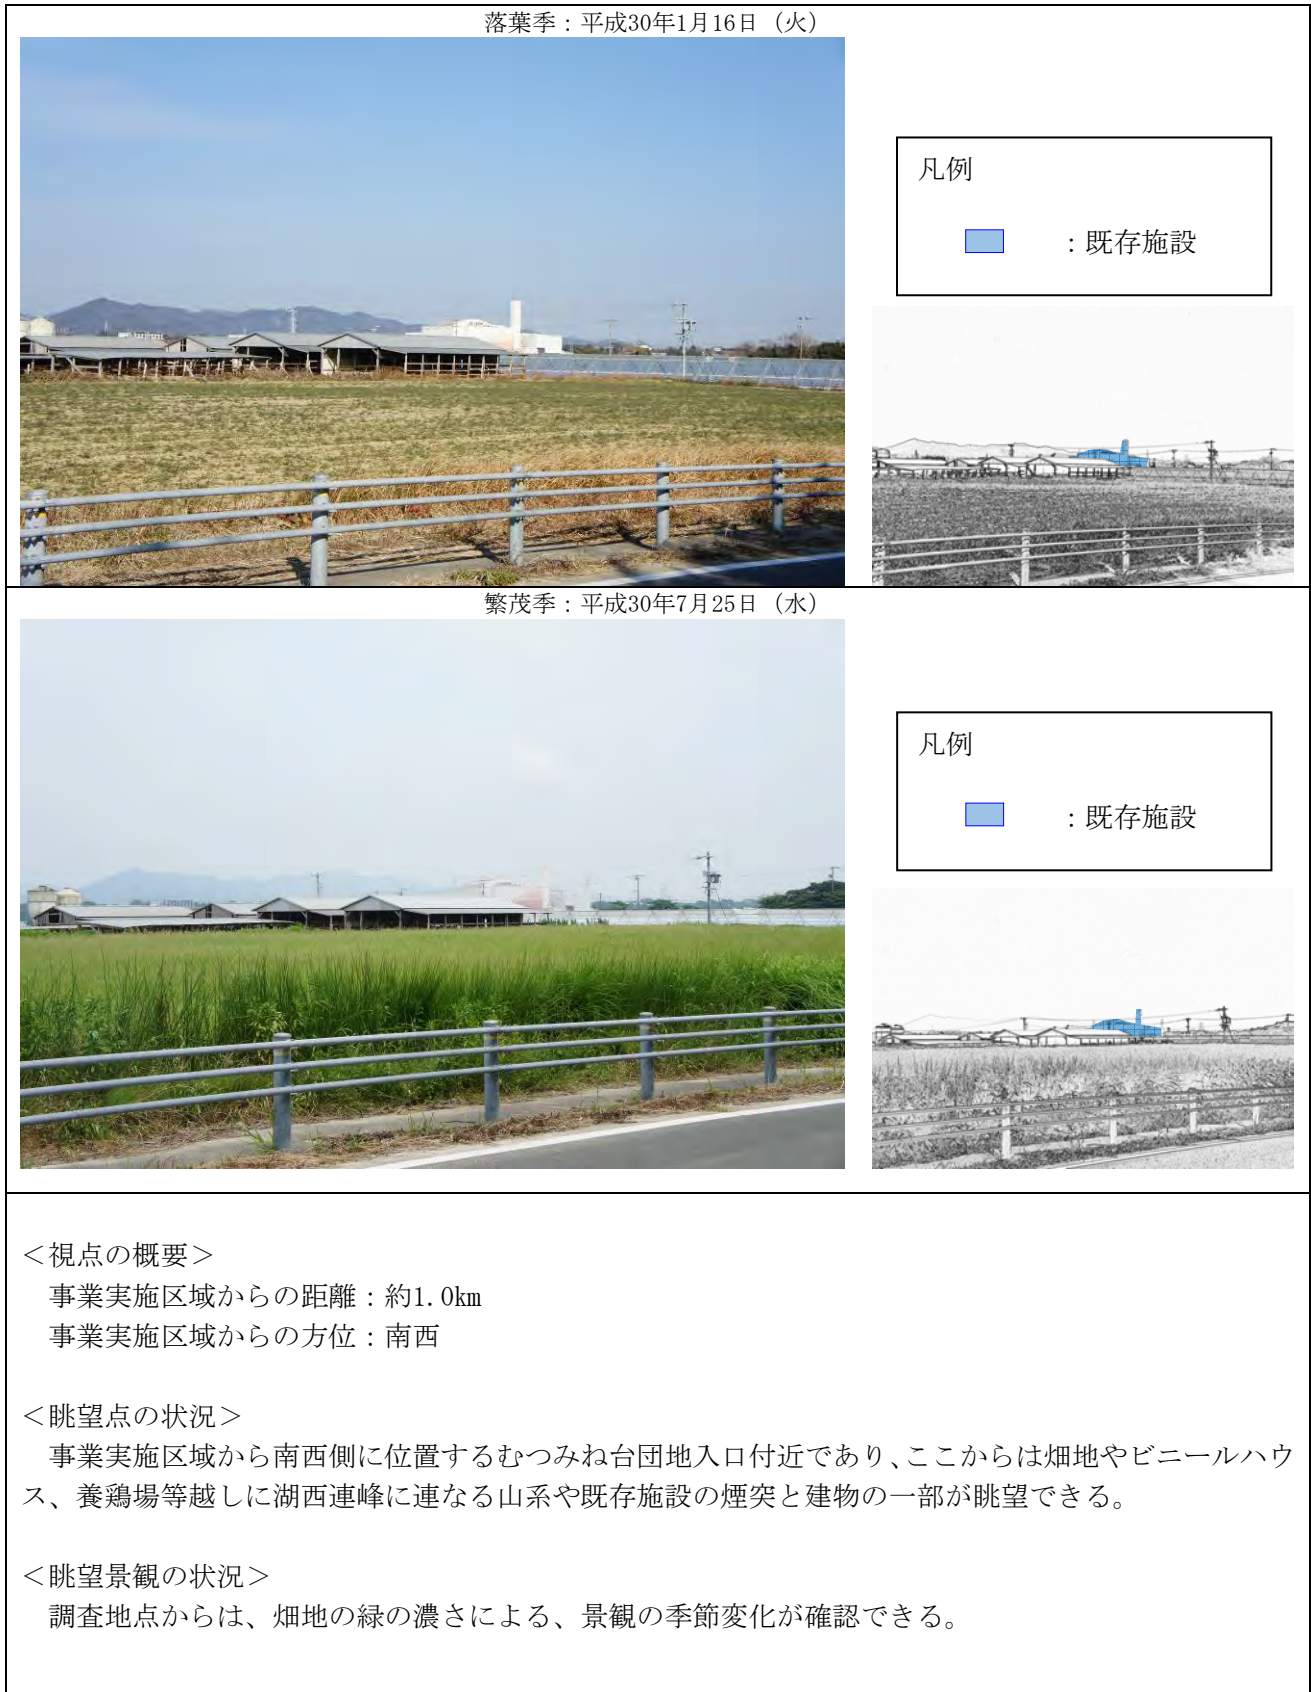 落葉季：平成30年1月16日（火）
凡例
：既存施設
繁茂季：平成30年7月25日（水）
凡例
：既存施設
＜視点の概要＞
事業実施区域からの距離：約1.0km
事業実施区域からの方位：南西
＜眺望点の状況＞
事業実施区域から南西側に位置するむつみね台団地入口付近であり、ここからは畑地やビニールハウ
ス、養鶏場等越しに湖西連峰に連なる山系や既存施設の煙突と建物の一部が眺望できる。
＜眺望景観の状況＞
調査地点からは、畑地の緑の濃さによる、景観の季節変化が確認できる。